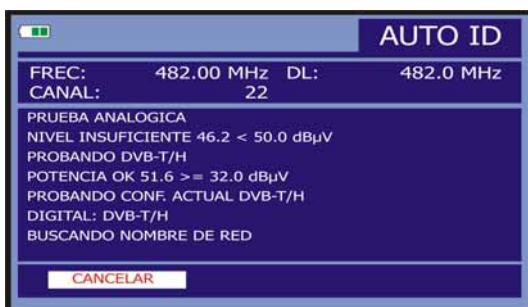 AUTO ID
FREC: 482.00 MHz DL: 482.0 MHz
CANAL: 22
PRUEBA ANALOGICA
NIVEL INSUFICIENTE 46.2 < 50.0 dBµV
PROBANDO DVB-T/H
POTENCIA OK 51.6 >= 32.0 dBµV
PROBANDO CONF. ACTUAL DVB-T/H
DIGITAL: DVB-T/H
BUSCANDO NOMBRE DE RED
CANCELAR